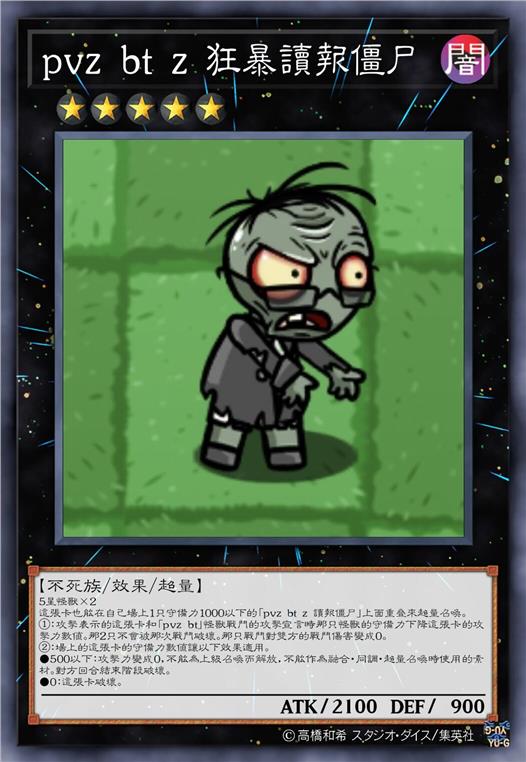 pvz bt z 狂暴讀報僵尸
闇
【不死族/效果/超量】
5星怪獸×2
這張卡也能在自己場上1只守備力1000以下的「pvz bt z 讀報僵尸」上面重疊來超量召喚。
①:攻擊表示的這張卡和「pvz bt」怪獸戰鬥的攻擊宣言時那只怪獸的守備力下降這張卡的攻
擊力數值。那2只不會被那次戰鬥破壞。那只戰鬥對雙方的戰鬥傷害變成0。
②:場上的這張卡的守備力數值讓以下效果適用。
●500以下:攻擊力變成0,不能為上級召喚而解放,不能作為融合·同調·超量召喚時使用的素
材。對方回合結束階段破壞。
●0:這張卡破壞。
ATK/2100 DEF/ 900
©高橋和希 スタジオ・ダイス/集英社